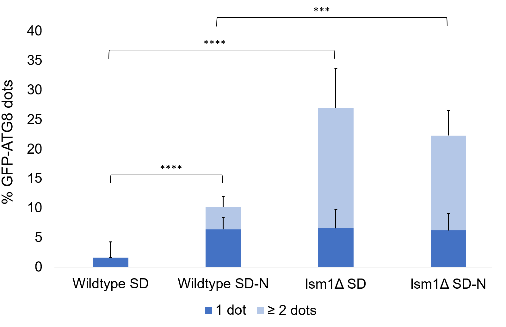 ***
40
****
35
30
25
20
****
15
10
5
0
% GFP-ATG8 dots
Wildtype SD
Wildtype SD-N
lsm1Δ SD
lsm1Δ SD-N
1 dot
≥ 2 dots